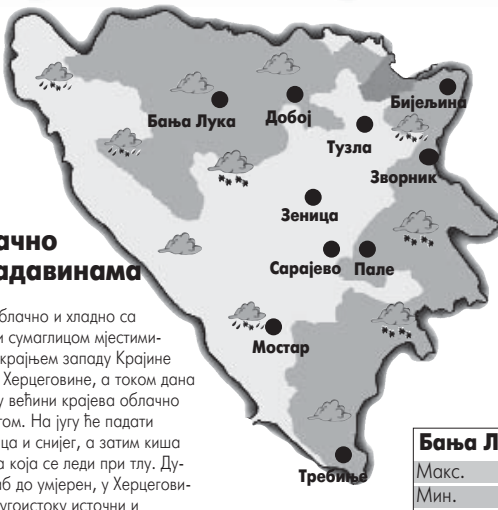 Бања Лука
Добој
Бијељина
Тузла
Зворник
Зеница
Сарајево
Пале
Мостар
Требиње
ачно
адавинама
облачно и хладно са
и сумаглицом мјестими-
крајњем западу Крајине
Херцеговине, а током дана
у већини крајева облачно
том. На југу ће падати
ца и снијег, а затим киша
а која се леди при тлу. Ду-
аб до умјерен, у Херцегови-
угоистоку источни и
Бања Л
Макс.
Мин.